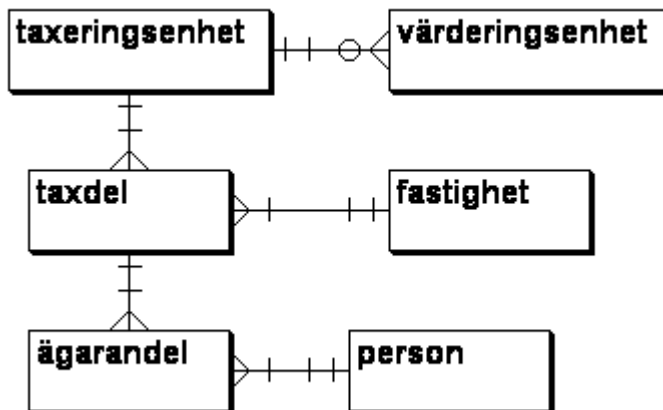 taxeringsenhet
värderingsenhet
taxdel
fastighet
ägarandel
person